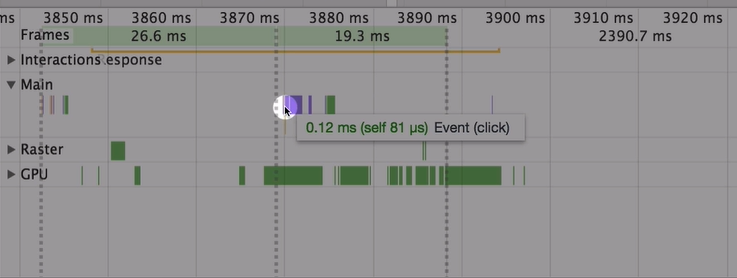 ms 3850 ms 3860 ms 3870 ms 3880 ms 3890 ms 3900 ms 3910 ms 3920 ms
Frames 26.6 ms 19.3 ms 2390.7 ms
Interactions esponse
Main
0.12 ms (self 81 µs) Event (click)
Raster
GPU